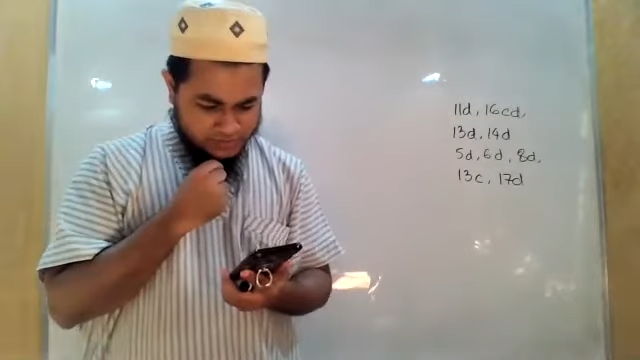 11d, 16cd,
13d, 14d
5d, 6d, 8d,
13c, 17d